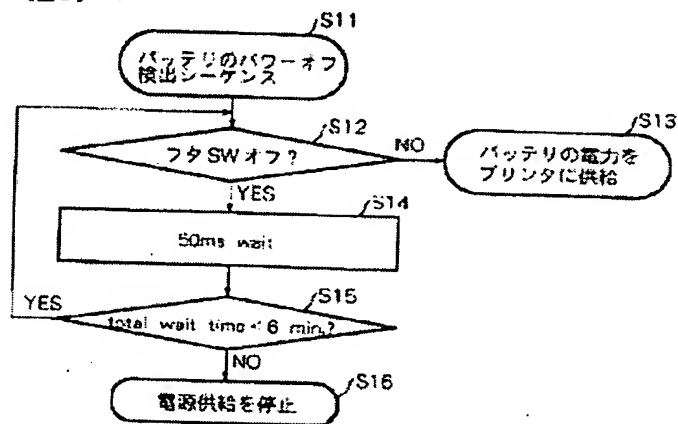 S11
バッテリのパワーオフ
検出シーケンス
S12
フタSWオフ?
NO
S13
バッテリの電力を
プリンタに供給
YES
S14
50ms wait
S15
YES
total wait time < 6 min.?
NO
S16
電源供給を停止